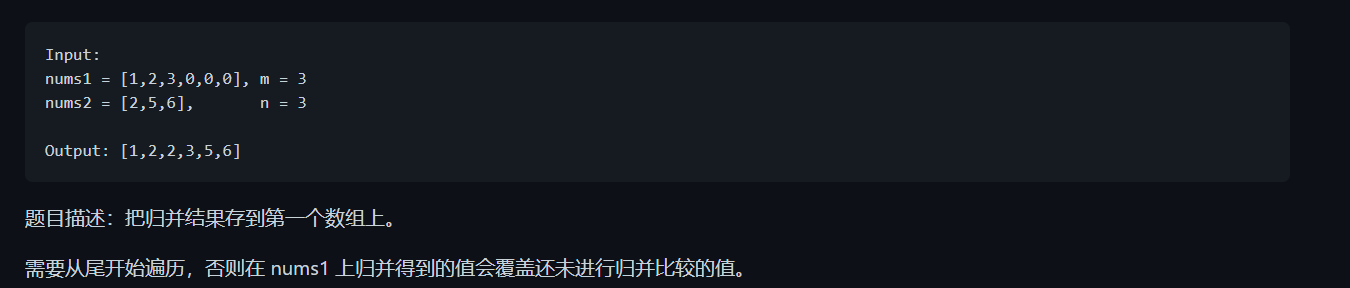 Input:
nums1 = [1,2,3,0,0,0], m = 3
nums2 = [2,5,6],       n = 3
Output: [1,2,2,3,5,6]
题目描述：把归并结果存到第一个数组上。
需要从尾开始遍历，否则在 nums1 上归并得到的值会覆盖还未进行归并比较的值。